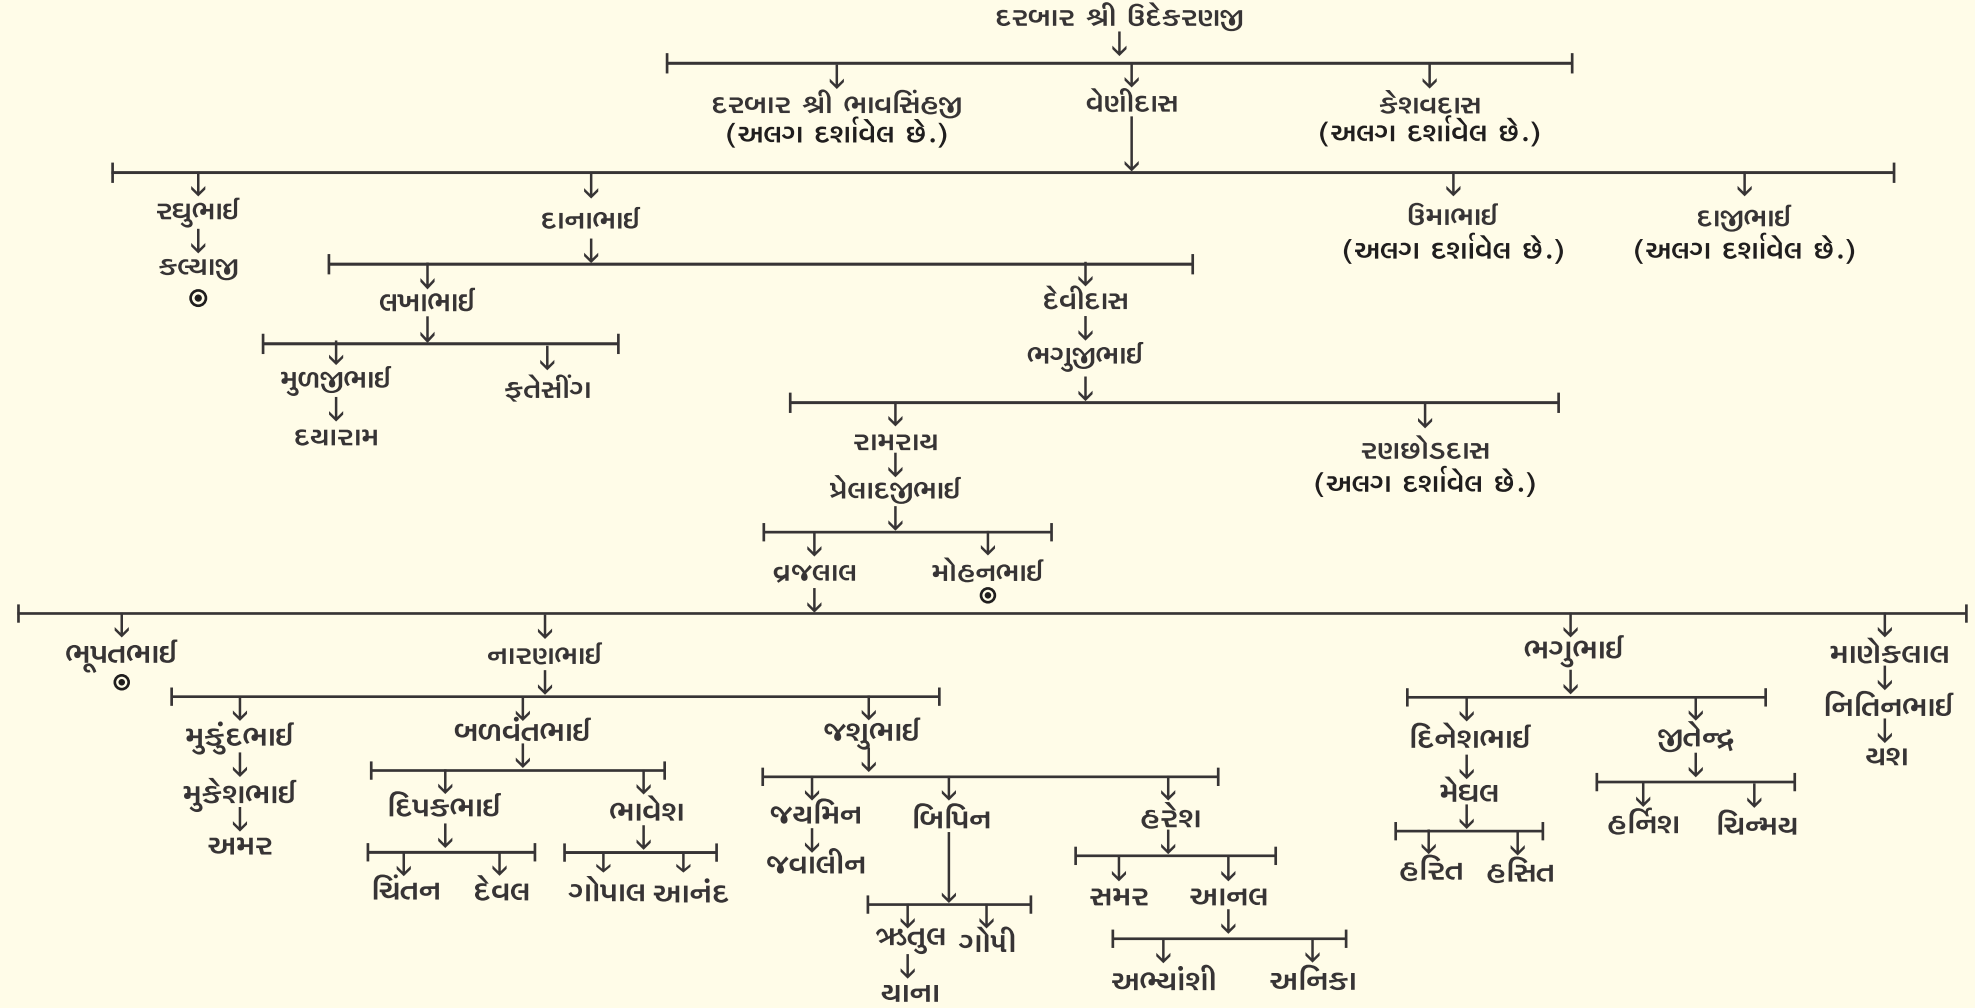 દરબાર શ્રી ઉદેકરણજી
દરબાર શ્રી ભાવસિંહજી
(અલગ દર્શાવેલ છે.)
વેણીદાસ
કેશવદાસ
(અલગ દર્શાવેલ છે.)
રઘુભાઈ
દાનાભાઈ
ઉમાભાઈ
(અલગ દર્શાવેલ છે.)
દાજીભાઈ
(અલગ દર્શાવેલ છે.)
કલ્યાજી
લખાભાઈ
દેવીદાસ
ભગુજીભાઈ
મુળજીભાઈ
ફતેસીંગ
દયારામ
રામરાય
રણછોડદાસ
(અલગ દર્શાવેલ છે.)
પ્રેલાદજીભાઈ
વ્રજલાલ
મોહનભાઈ
ભૂપતભાઈ
નારણભાઈ
ભગુભાઈ
માણેકલાલ
મુકુંદભાઈ
બળવંતભાઈ
જશુભાઈ
દિનેશભાઈ
જીતેન્દ્ર
નિતિનભાઈ
યશ
મુકેશભાઈ
દિપકભાઈ
ભાવેશ
જયમિન
બિપિન
હરેશ
મેઘલ
હર્નિશ
ચિન્મય
અમર
ચિંતન
દેવલ
ગોપાલ
આનંદ
જવાલીન
સમર
આનલ
હરિત
હસિત
ઋતુલ
ગોપી
અભ્યાંશી
અનિકા
યાના